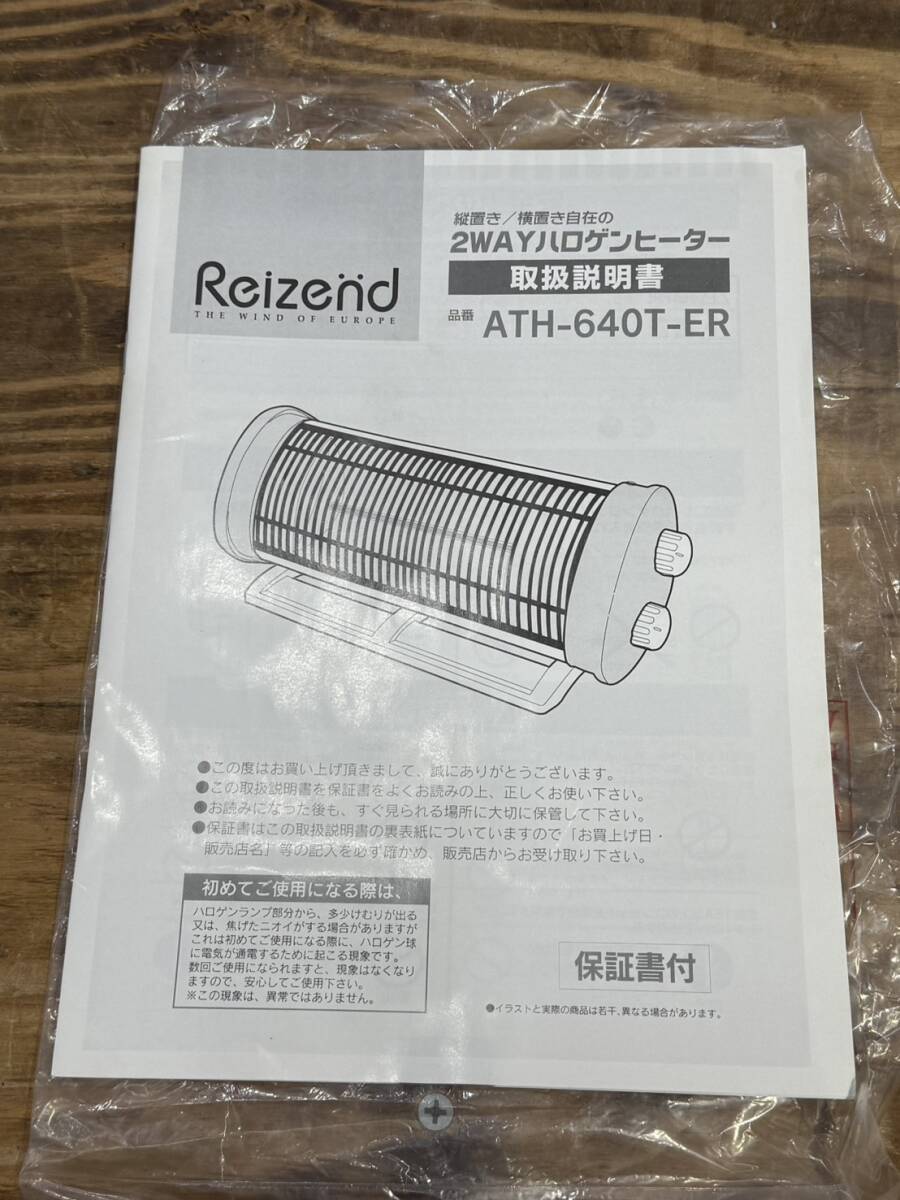 Reizend
THE WIND OF EUROPE
縦置き／横置き自在の
2WAYハロゲンヒーター
取扱説明書
品番 ATH-640T-ER
●この度はお買い上げ頂きまして、誠にありがとうございます。
●この取扱説明書を保証書をよくお読みの上、正しくお使い下さい。
●お読みになった後も、すぐ見られる場所に大切に保管して下さい。
●保証書はこの取扱説明書の裏表紙についていますので「お買上げ日・
販売店名」等の記入を必ず確かめ、販売店からお受け取り下さい。
初めてご使用になる際は、
ハロゲンランプ部分から、多少けむりが出る
又は、焦げたニオイがする場合がありますが
これは初めてご使用になる際に、ハロゲン球
に電気が通電するために起こる現象です。
数回ご使用になられますと、現象はなくなり
ますので、安心してご使用下さい。
※この現象は、異常ではありません。
保証書付
●イラストと実際の商品は若干、異なる場合があります。